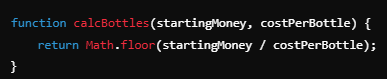 function calcBottles(startingMoney, costPerBottle) {
    return Math.floor(startingMoney / costPerBottle);
}